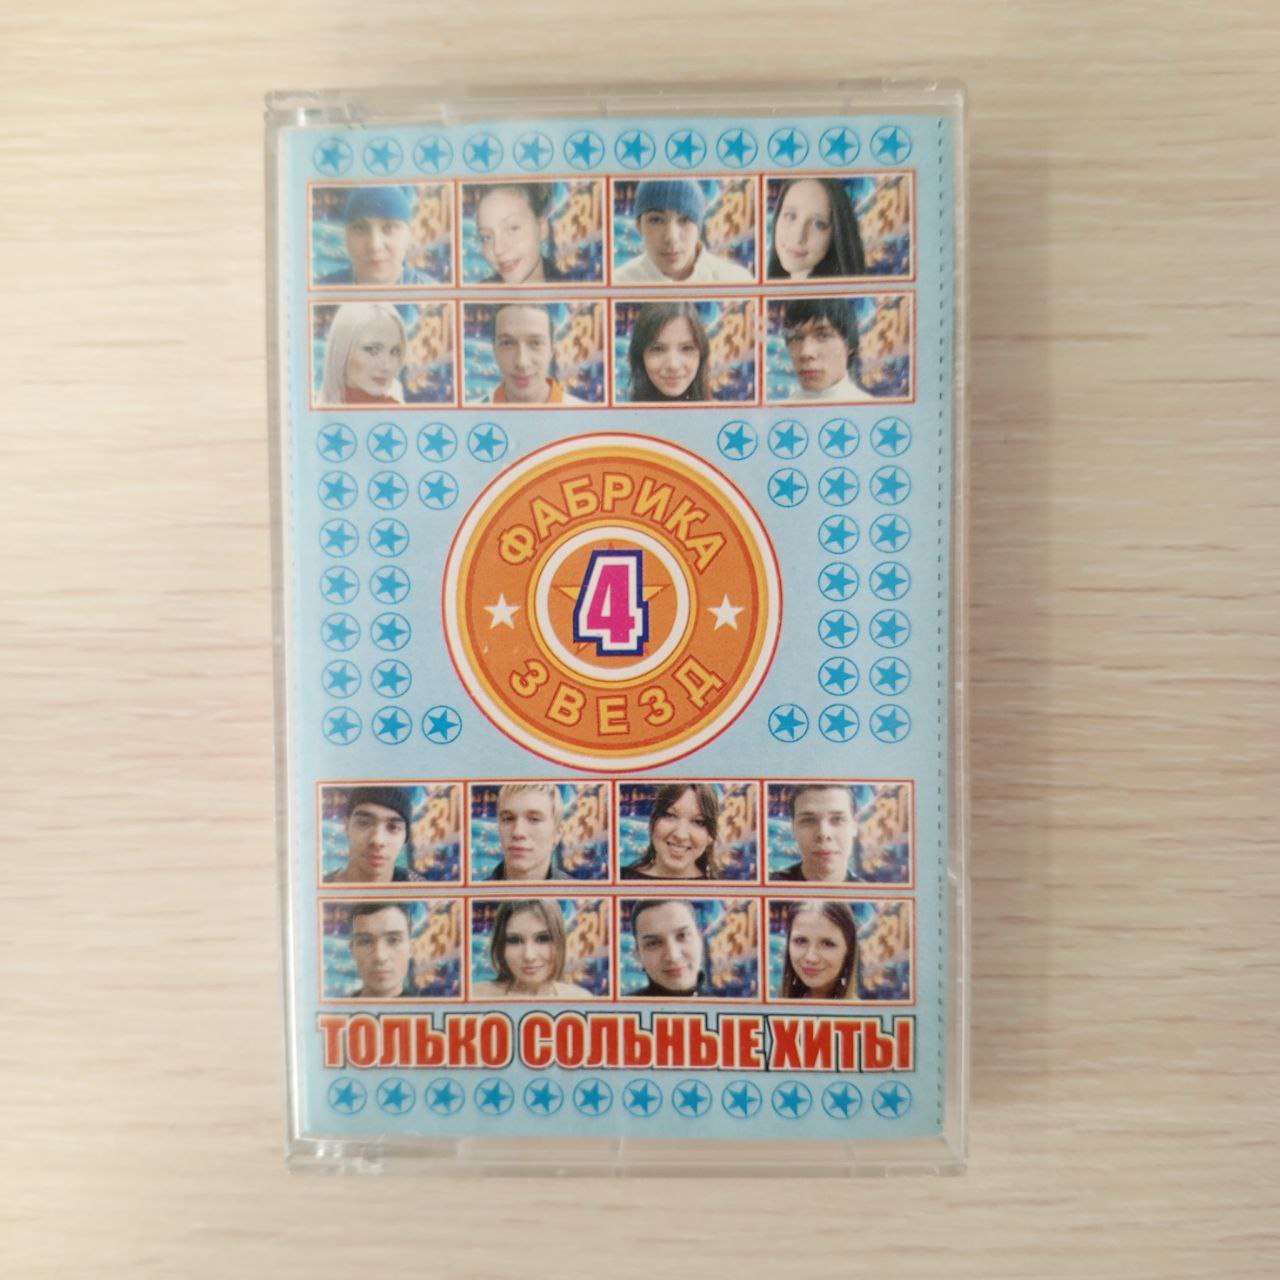 ФАБРИКА
4
ЗВЕЗД
ТОЛЬКО СОЛЬНЫЕ ХИТЫ